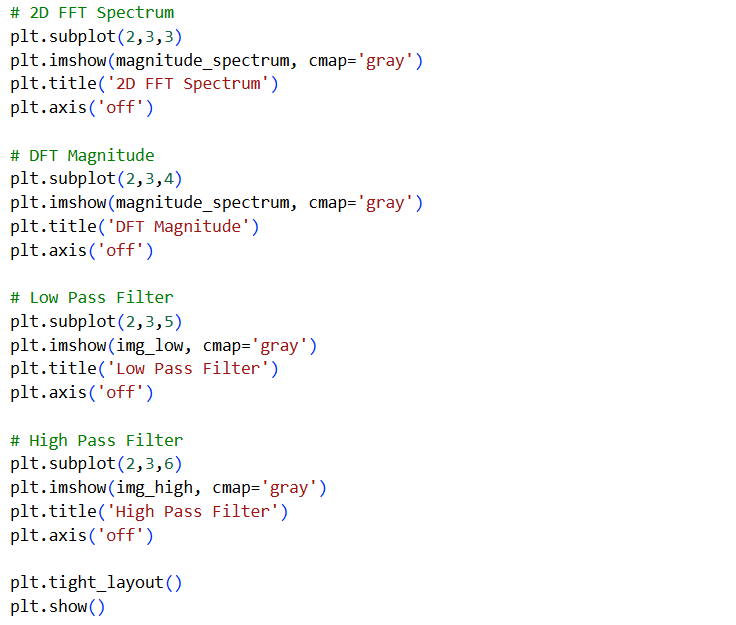 # 2D FFT Spectrum
plt.subplot(2,3,3)
plt.imshow(magnitude_spectrum, cmap='gray')
plt.title('2D FFT Spectrum')
plt.axis('off')

# DFT Magnitude
plt.subplot(2,3,4)
plt.imshow(magnitude_spectrum, cmap='gray')
plt.title('DFT Magnitude')
plt.axis('off')

# Low Pass Filter
plt.subplot(2,3,5)
plt.imshow(img_low, cmap='gray')
plt.title('Low Pass Filter')
plt.axis('off')

# High Pass Filter
plt.subplot(2,3,6)
plt.imshow(img_high, cmap='gray')
plt.title('High Pass Filter')
plt.axis('off')

plt.tight_layout()
plt.show()